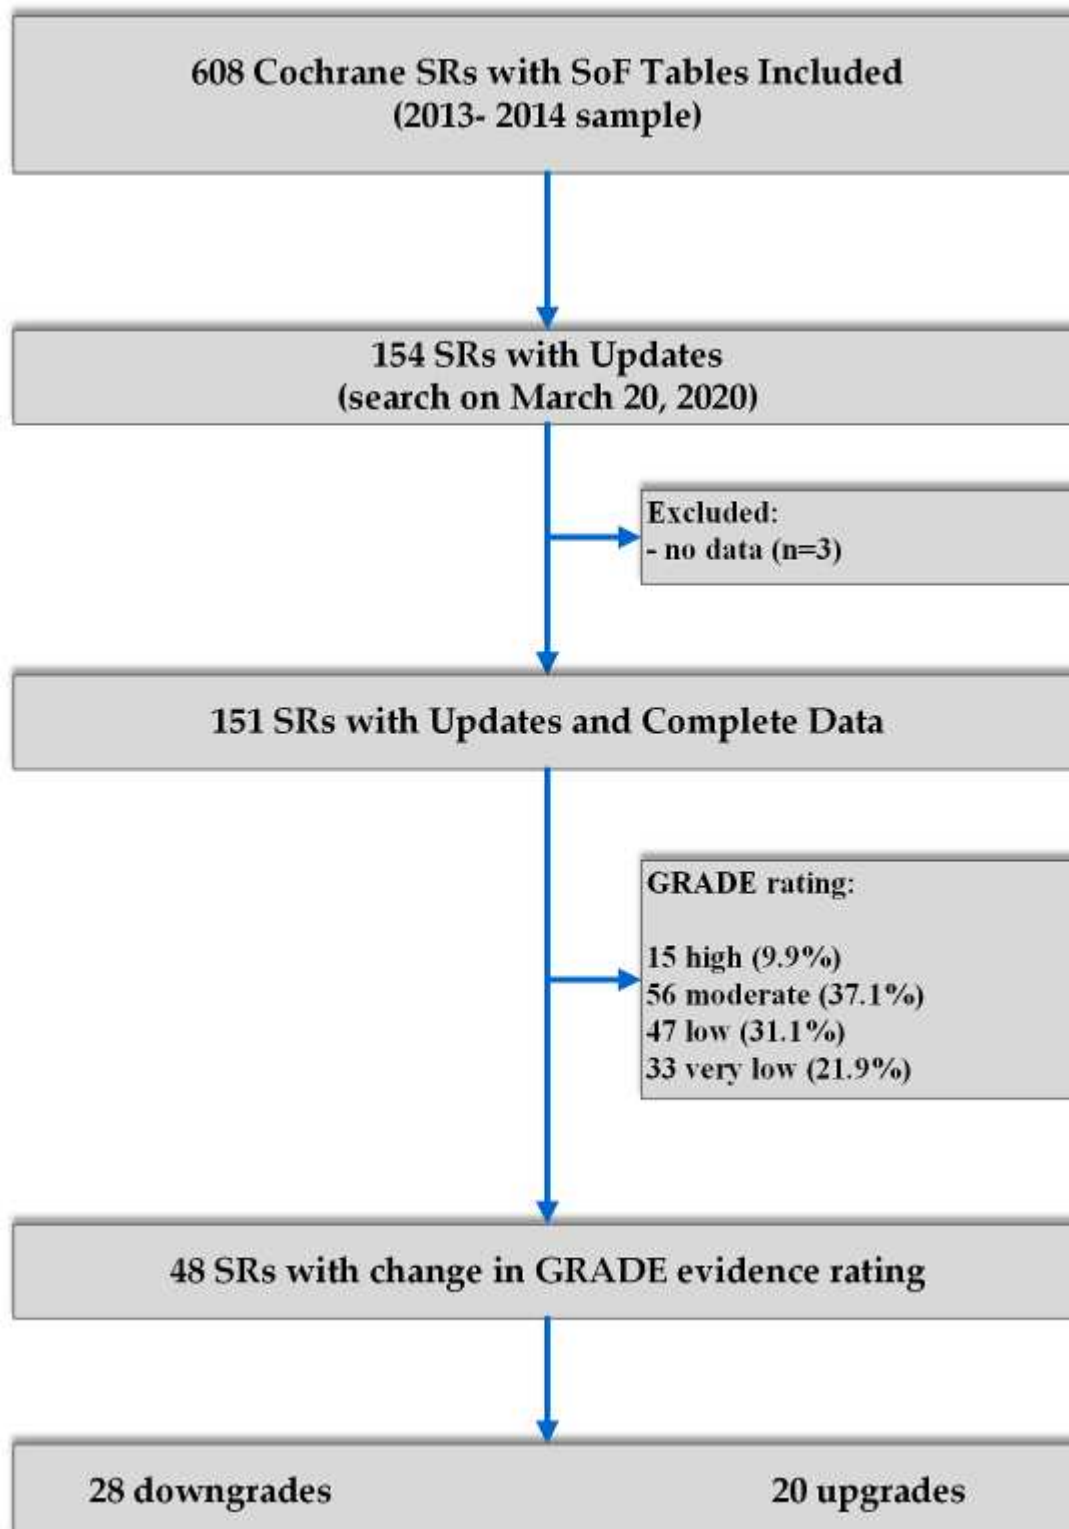 608 Cochrane SRs with SoF Tables Included
(2013- 2014 sample)
154 SRs with Updates
(search on March 20, 2020)
Excluded:
- no data (n=3)
151 SRs with Updates and Complete Data
GRADE rating:
15 high (9.9%)
56 moderate (37.1%)
47 low (31.1%)
33 very low (21.9%)
48 SRs with change in GRADE evidence rating
28 downgrades
20 upgrades